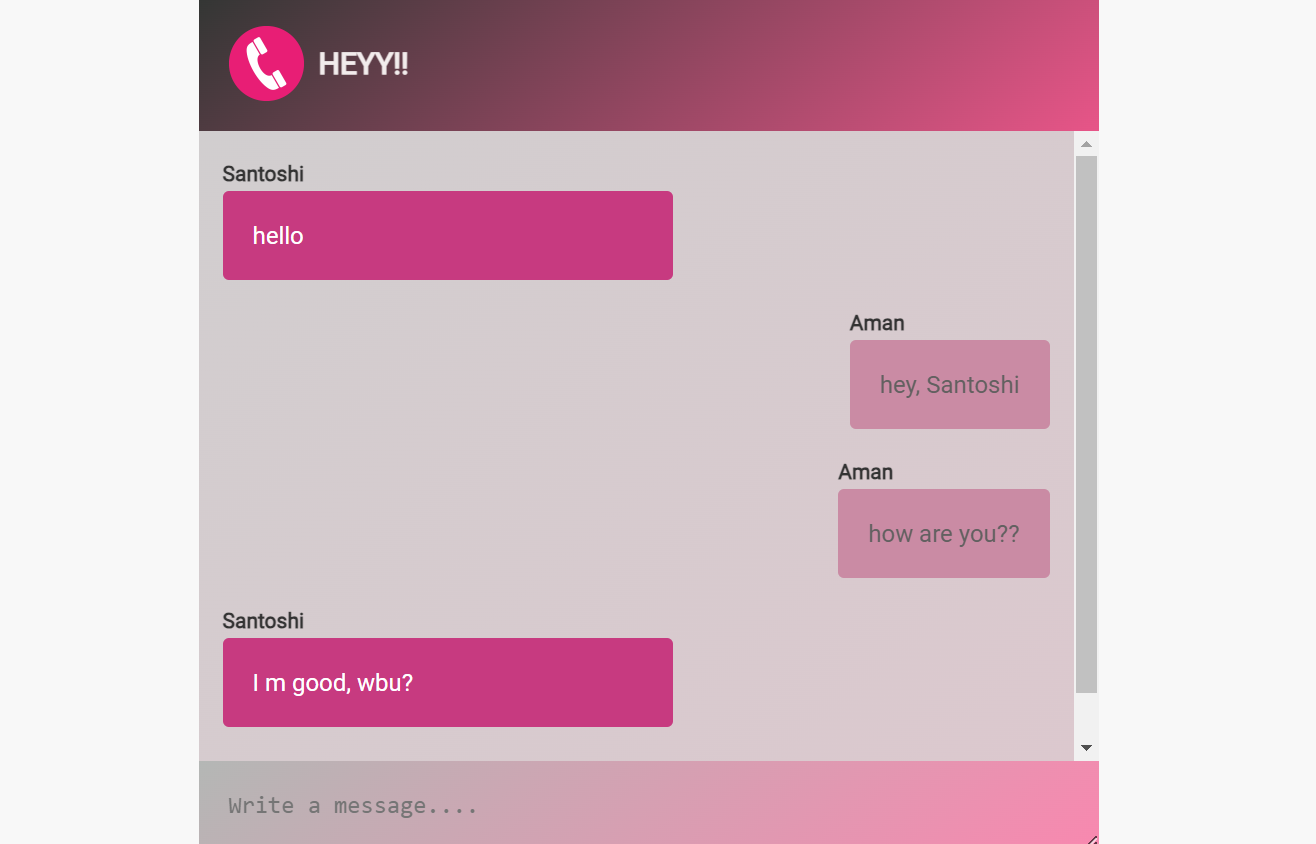 HEYY!!
Santoshi
hello
Aman
hey, Santoshi
Aman
how are you??
Santoshi
I m good, wbu?
Write a message....